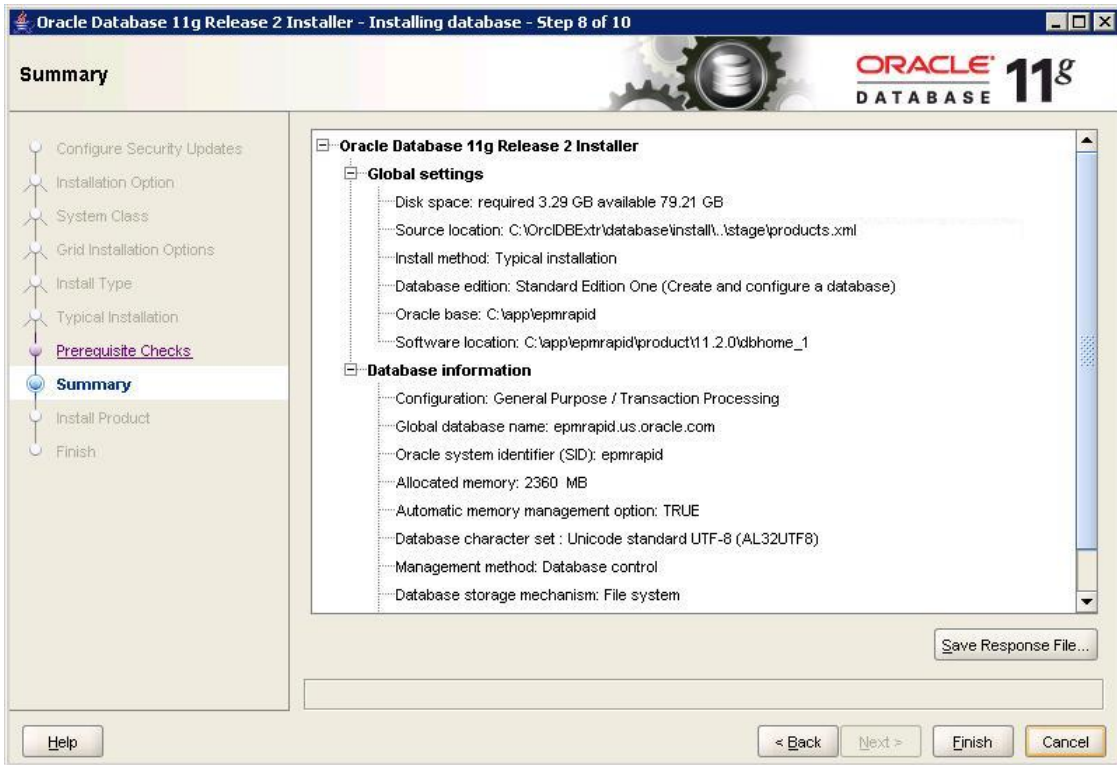 Oracle Database 11g Release 2 Installer - Installing database - Step 8 of 10
Summary
ORACLE DATABASE 11g
Configure Security Updates
Installation Option
System Class
Grid Installation Options
Install Type
Typical Installation
Prerequisite Checks
Summary
Install Product
Finish
Oracle Database 11g Release 2 Installer
Global settings
Disk space: required 3.29 GB available 79.21 GB
Source location: C:\OrclDBExtr\database\install\..\stage\products.xml
Install method: Typical installation
Database edition: Standard Edition One (Create and configure a database)
Oracle base: C:\app\epmrapid
Software location: C:\app\epmrapid\product\11.2.0\dbhome_1
Database information
Configuration: General Purpose / Transaction Processing
Global database name: epmrapid.us.oracle.com
Oracle system identifier (SID): epmrapid
Allocated memory: 2360 MB
Automatic memory management option: TRUE
Database character set : Unicode standard UTF-8 (AL32UTF8)
Management method: Database control
Database storage mechanism: File system
Save Response File...
Help
< Back
Next >
Finish
Cancel